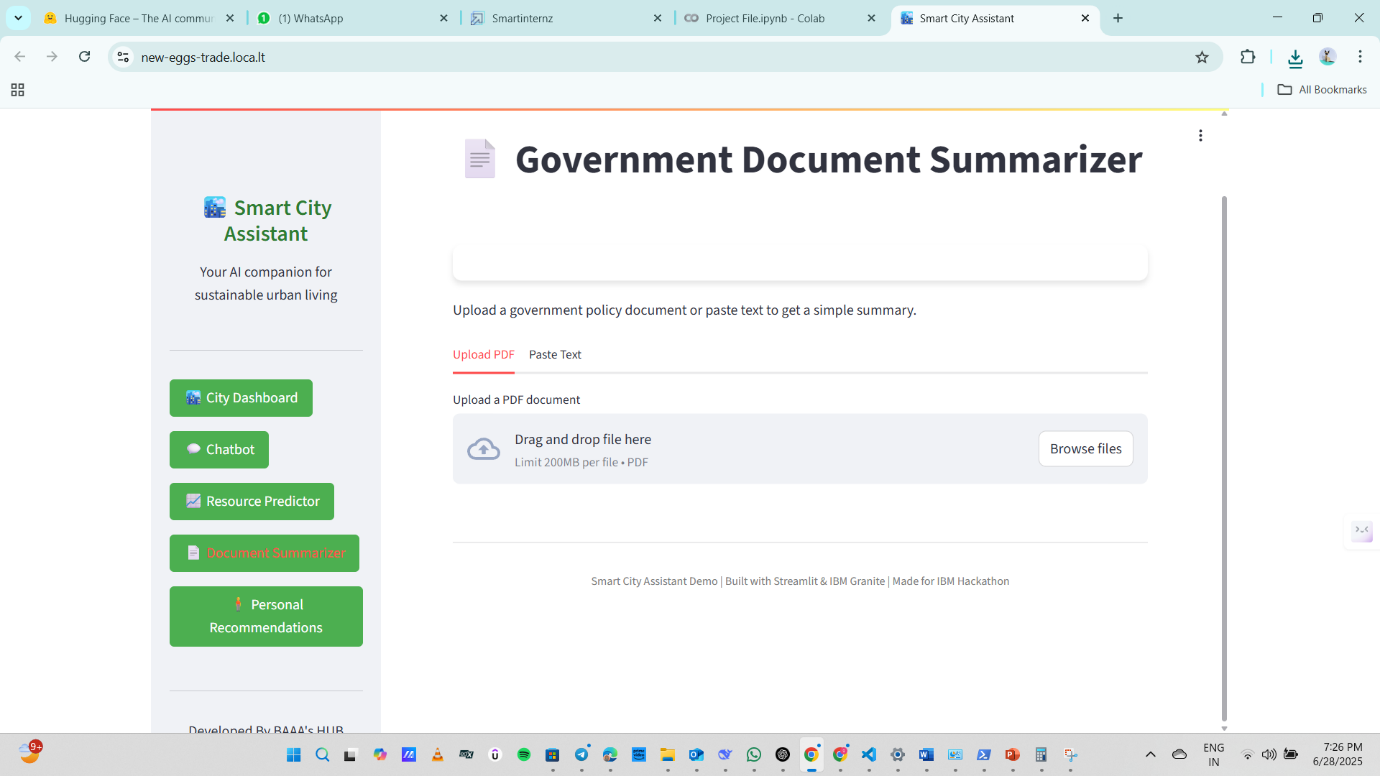 Hugging Face – The AI commun
(1) WhatsApp
Smartinternz
Project File.ipynb - Colab
Smart City Assistant
new-eggs-trade.loca.lt
All Bookmarks
Smart City
Assistant
Your AI companion for
sustainable urban living
City Dashboard
Chatbot
Resource Predictor
Document Summarizer
Personal
Recommendations
Developed By BAAA's HUB
Government Document Summarizer
Upload a government policy document or paste text to get a simple summary.
Upload PDF
Paste Text
Upload a PDF document
Drag and drop file here
Limit 200MB per file • PDF
Browse files
Smart City Assistant Demo | Built with Streamlit & IBM Granite | Made for IBM Hackathon
9+
ENG
IN
7:26 PM
6/28/2025